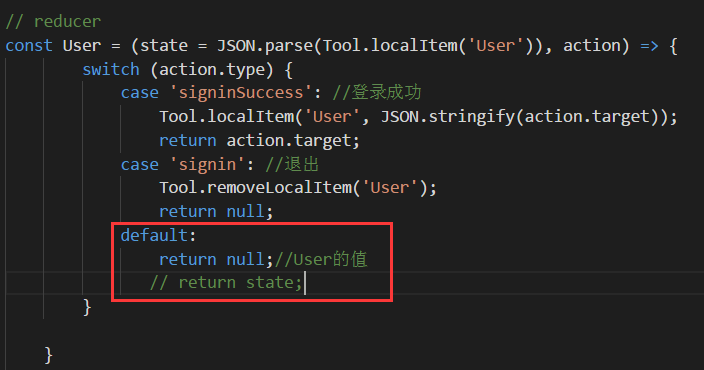 // reducer
const User = (state = JSON.parse(Tool.localItem('User')), action) => {
switch (action.type) {
case 'signinSuccess': //登录成功
Tool.localItem('User', JSON.stringify(action.target));
return action.target;
case 'signin': //退出
Tool.removeLocalItem('User');
return null;
default:
return null;//User的值
// return state;
}
}